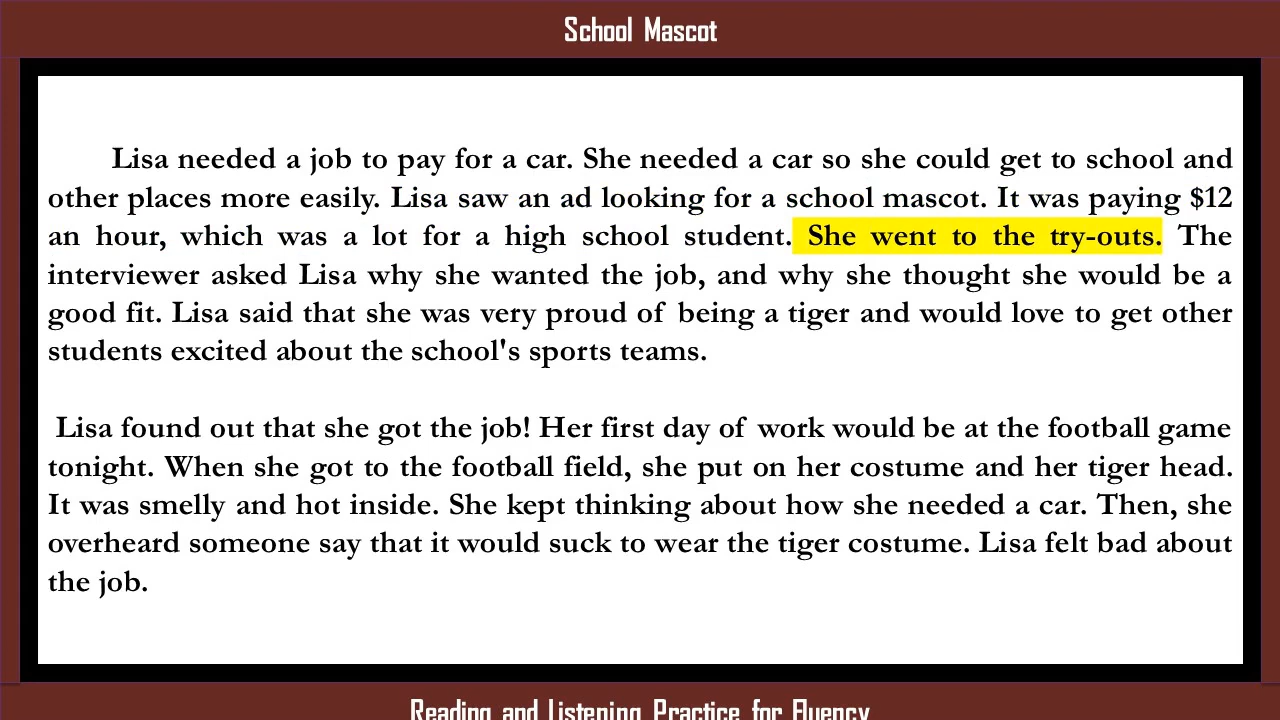 School Mascot
Lisa needed a job to pay for a car. She needed a car so she could get to school and
other places more easily. Lisa saw an ad looking for a school mascot. It was paying $12
an hour, which was a lot for a high school student. She went to the try-outs. The
interviewer asked Lisa why she wanted the job, and why she thought she would be a
good fit. Lisa said that she was very proud of being a tiger and would love to get other
students excited about the school's sports teams.
Lisa found out that she got the job! Her first day of work would be at the football game
tonight. When she got to the football field, she put on her costume and her tiger head.
It was smelly and hot inside. She kept thinking about how she needed a car. Then, she
overheard someone say that it would suck to wear the tiger costume. Lisa felt bad about
the job.
Reading and Listening Practice for Fluency